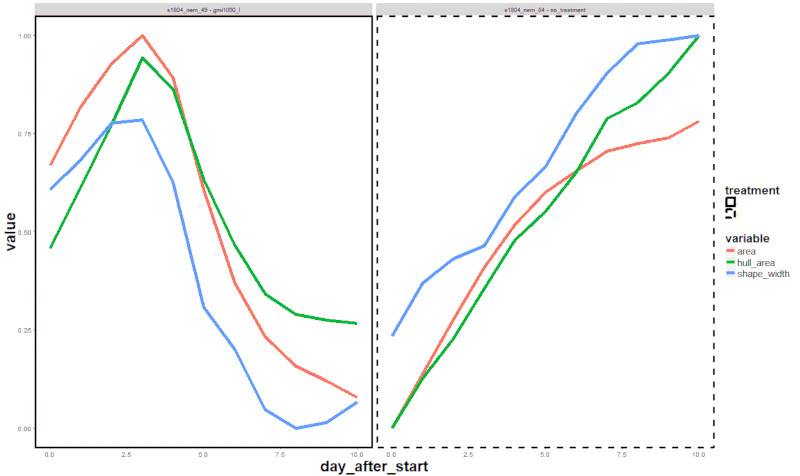 s1804_nem_49 - gmi1000_l
s1804_nem_84 - no_treatment
1.00
0.75
0.50
0.25
0.00
value
0.0
2.5
5.0
7.5
10.0
0.0
2.5
5.0
7.5
10.0
day_after_start
treatment
variable
area
hull_area
shape_width